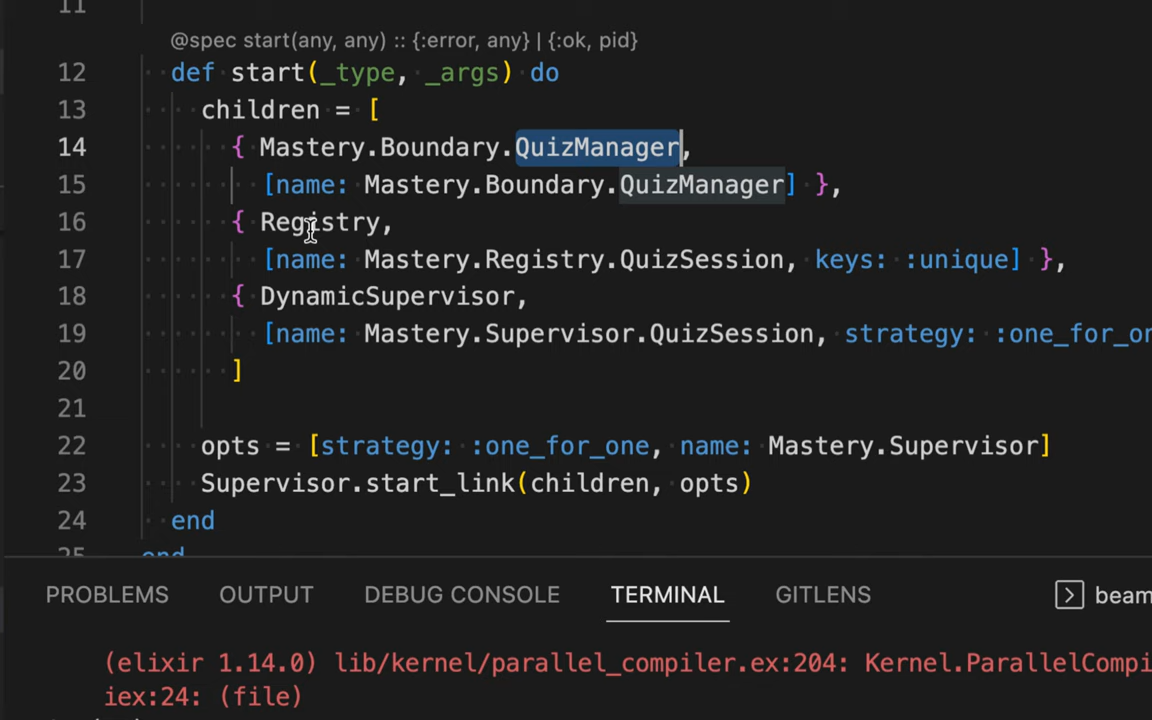 11
@spec start(any, any) :: {:error, any} | {:ok, pid}
12 def start(_type, _args) do
13 children = [
14 { Mastery.Boundary.QuizManager,
15 [name: Mastery.Boundary.QuizManager] },
16 { Registry,
17 [name: Mastery.Registry.QuizSession, keys: :unique] },
18 { DynamicSupervisor,
19 [name: Mastery.Supervisor.QuizSession, strategy: :one_for_on
20 ]
21
22 opts = [strategy: :one_for_one, name: Mastery.Supervisor]
23 Supervisor.start_link(children, opts)
24 end
25 end
PROBLEMS OUTPUT DEBUG CONSOLE TERMINAL GITLENS beam
(elixir 1.14.0) lib/kernel/parallel_compiler.ex:204: Kernel.ParallelCompi
iex:24: (file)